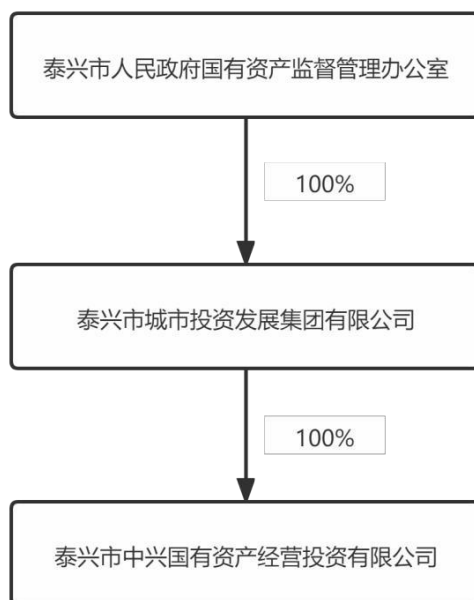 泰兴市人民政府国有资产监督管理办公室
100%
泰兴市城市投资发展集团有限公司
100%
泰兴市中兴国有资产经营投资有限公司